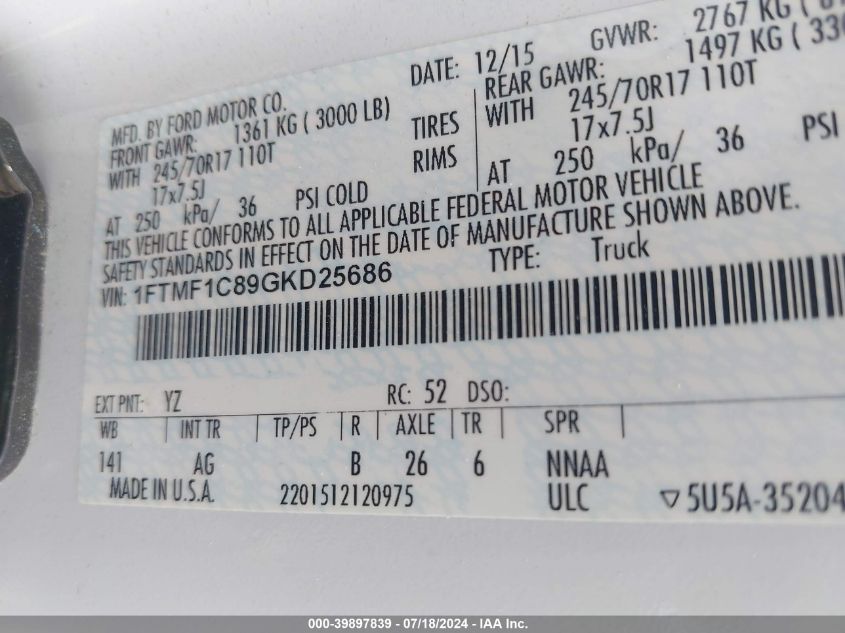 MFD. BY FORD MOTOR CO. DATE: 12/15 GVWR: 2767 KG
FRONT GAWR: 1361 KG ( 3000 LB) REAR GAWR: 1497 KG (
WITH 245/70R17 110T TIRES WITH 245/70R17 110T
17x7.5J RIMS 17x7.5J
AT 250 kPa/ 36 PSI COLD AT 250 kPa/ 36 PSI
THIS VEHICLE CONFORMS TO ALL APPLICABLE FEDERAL MOTOR VEHICLE
SAFETY STANDARDS IN EFFECT ON THE DATE OF MANUFACTURE SHOWN ABOVE.
VIN: 1FTMF1C89GKD25686 TYPE: Truck
EXT PNT: YZ RC: 52 DSO:
WB | INT TR | TP/PS | R | AXLE | TR | SPR |
141 AG B 26 6 NNAA
MADE IN U.S.A. 2201512120975 ULC ▽5U5A-35204
000-39897839 - 07/18/2024 - IAA Inc.